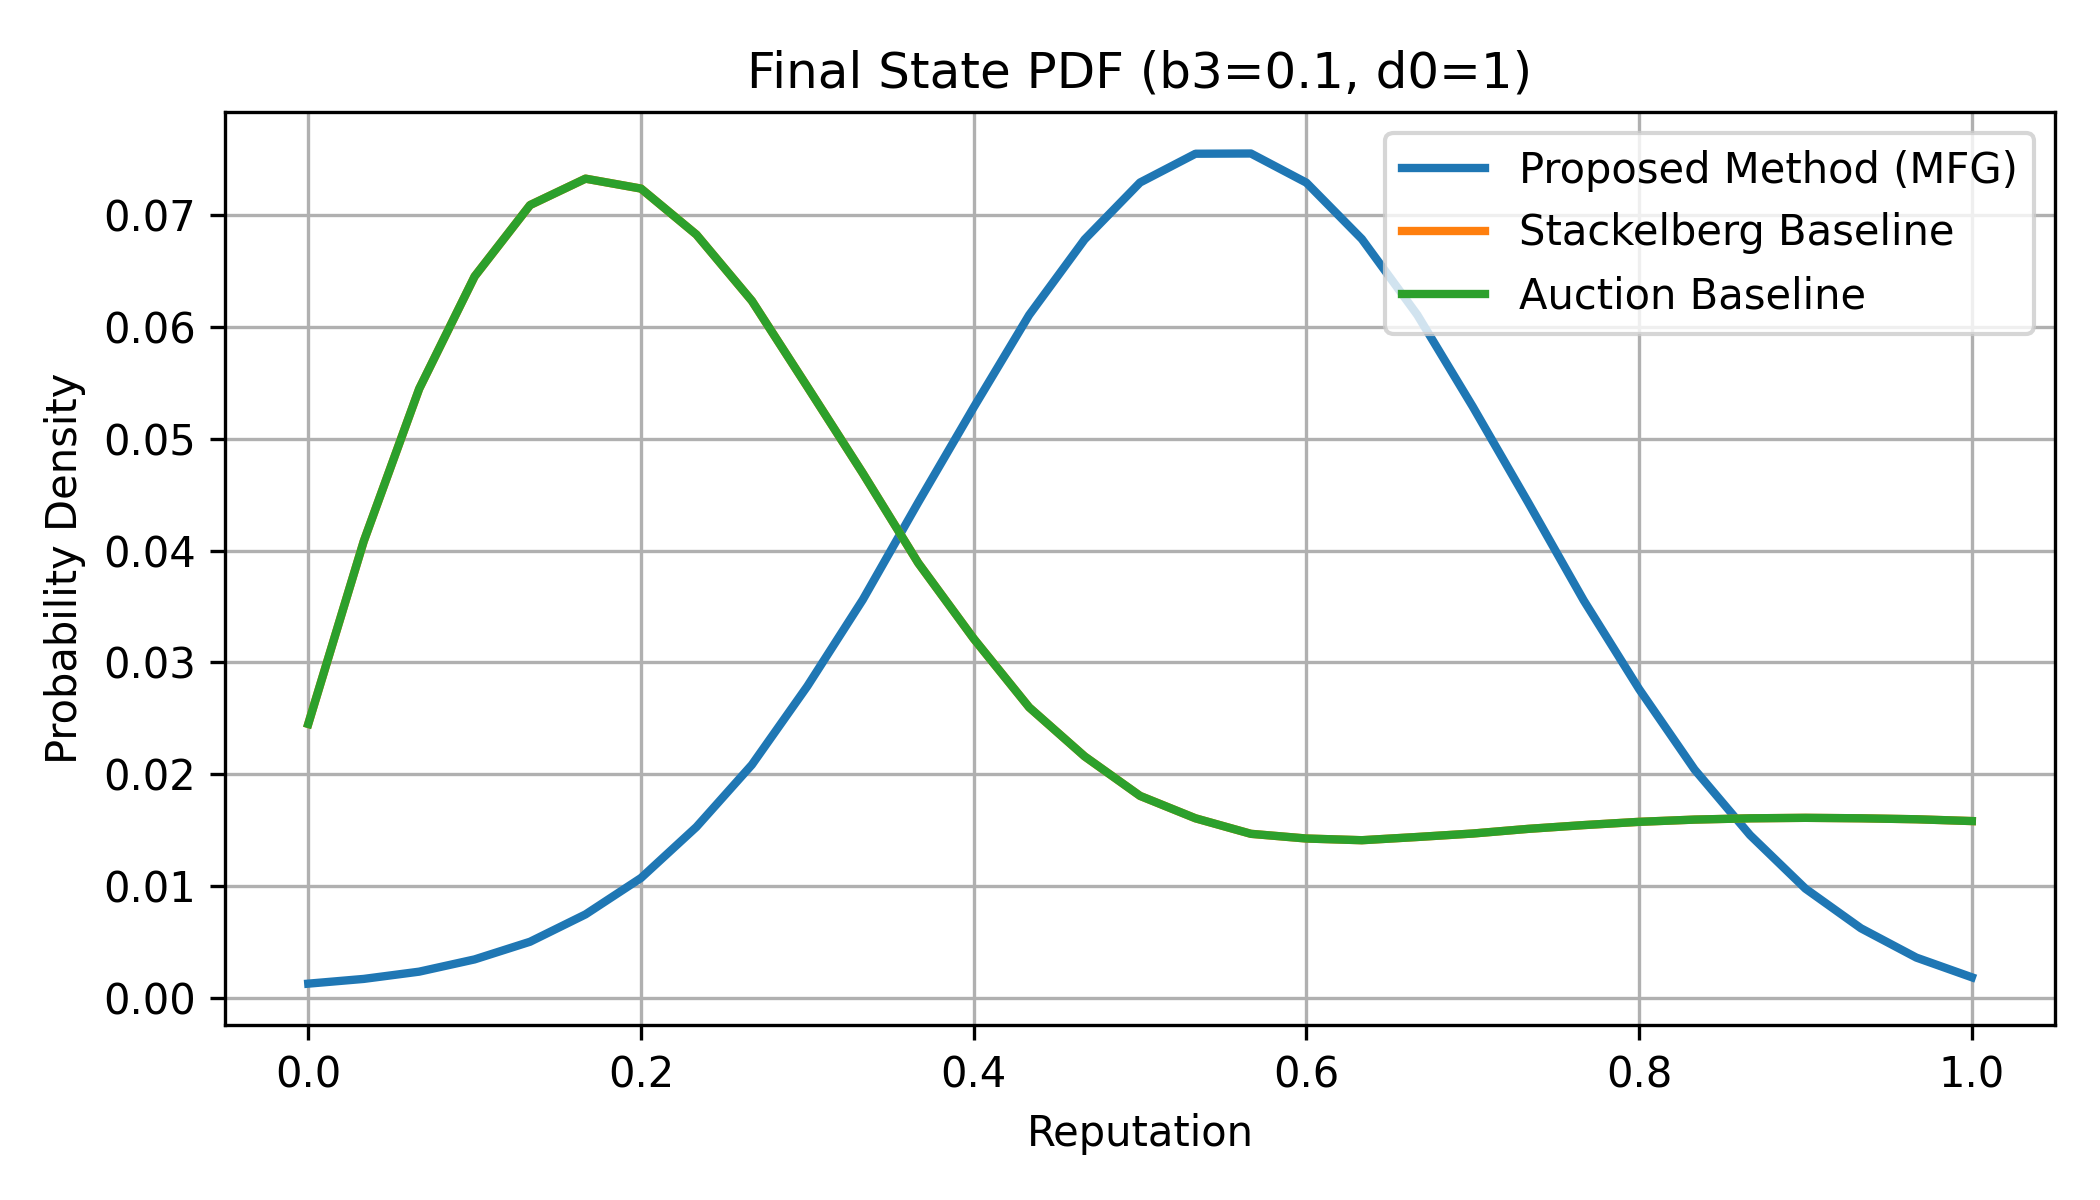 Final State PDF (b3=0.1, d0=1)
Proposed Method (MFG)
Stackelberg Baseline
Auction Baseline
Probability Density
0.07
0.06
0.05
0.04
0.03
0.02
0.01
0.00
0.0 0.2 0.4 0.6 0.8 1.0
Reputation